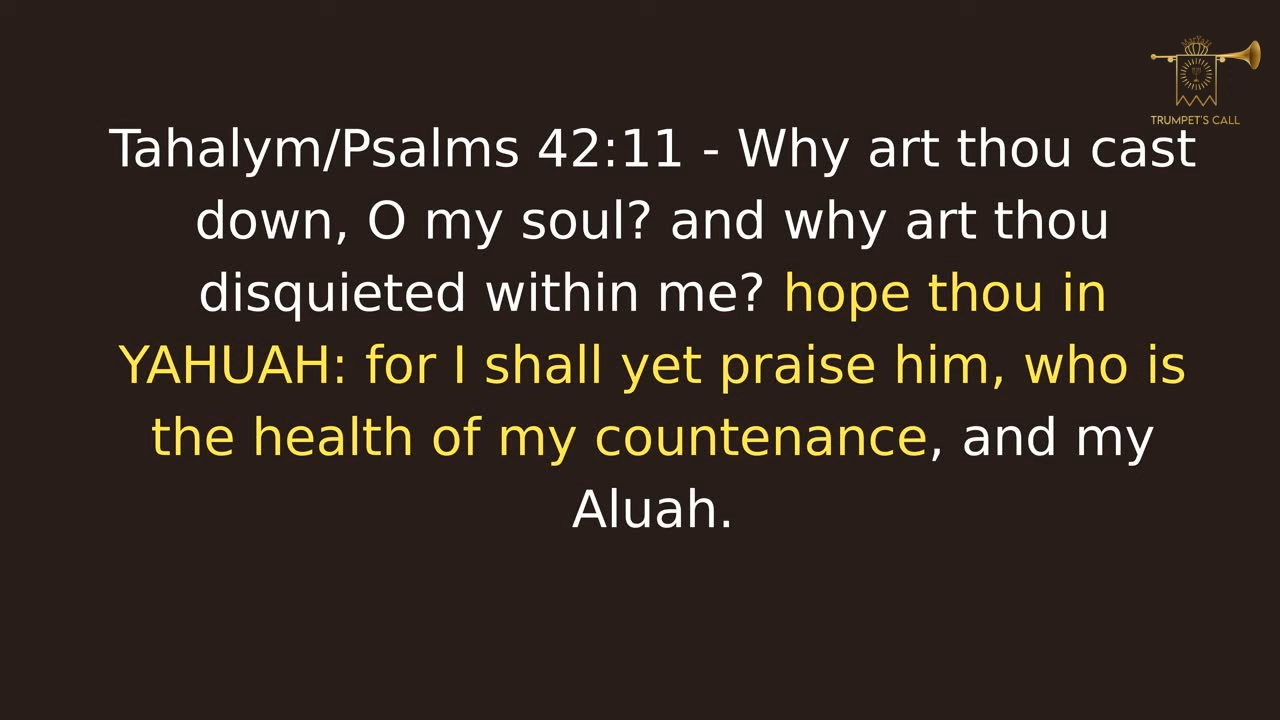 TRUMPET'S CALL
Tahalym/Psalms 42:11 - Why art thou cast
down, O my soul? and why art thou
disquieted within me? hope thou in
YAHUAH: for I shall yet praise him, who is
the health of my countenance, and my
Aluah.